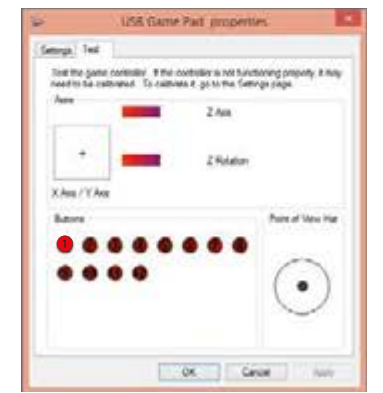 USB Game Pad properties
Settings Test
Test the game controller. If the controller is not functioning properly, it may
need to be calibrated. To calibrate it, go to the Settings page.
Axes
Z Axis
Z Rotation
X Axis / Y Axis
Buttons
Point of View Hat
1
OK Cancel Apply